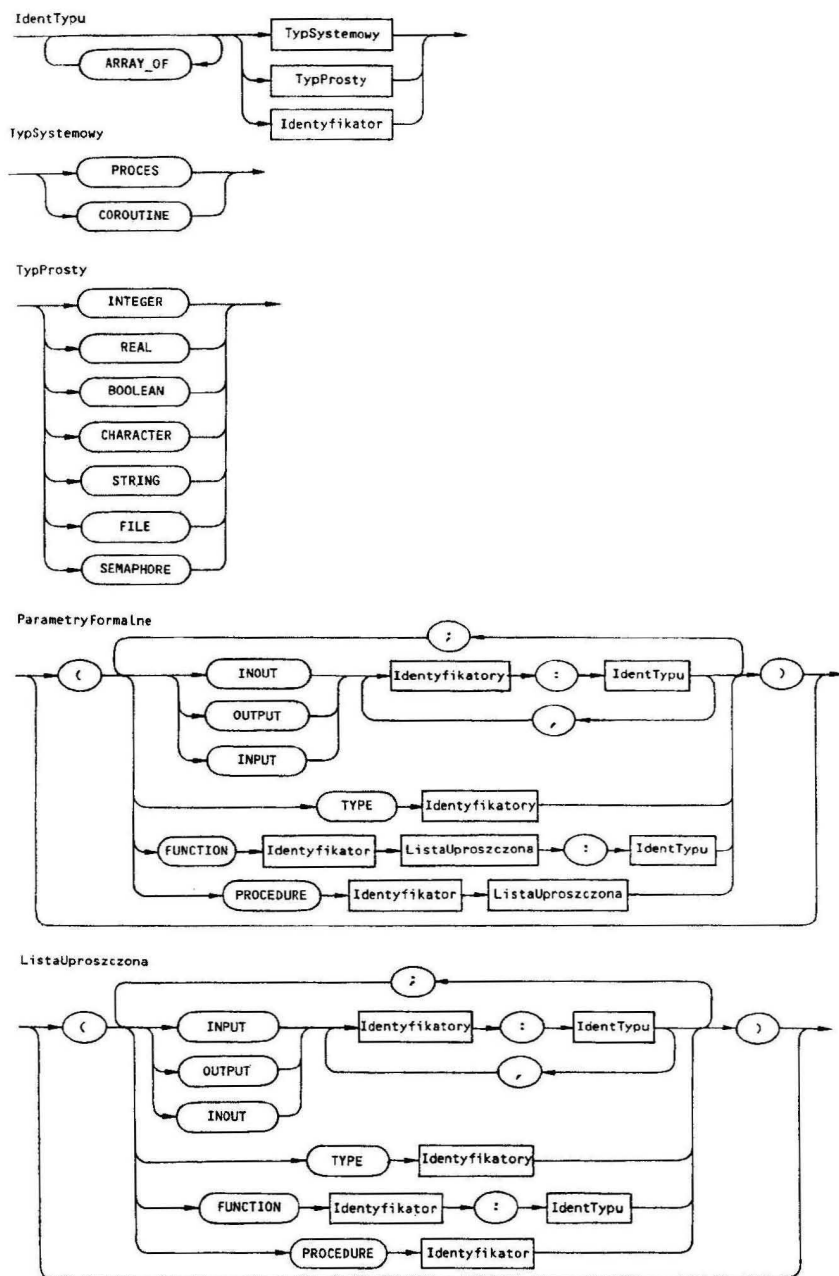 IdentTypu
TypSystemowy
ARRAY_OF
TypProsty
Identyfikator
TypSystemowy
PROCES
COROUTINE
TypProsty
INTEGER
REAL
BOOLEAN
CHARACTER
STRING
FILE
SEMAPHORE
ParametryFormalne
;
( INOUT Identyfikatory : IdentTypu )
OUTPUT ,
INPUT
TYPE Identyfikatory
FUNCTION Identyfikator ListaUproszczona : IdentTypu
PROCEDURE Identyfikator ListaUproszczona
ListaUproszczona
;
( INPUT Identyfikatory : IdentTypu )
OUTPUT ,
INOUT
TYPE Identyfikatory
FUNCTION Identyfikator : IdentTypu
PROCEDURE Identyfikator